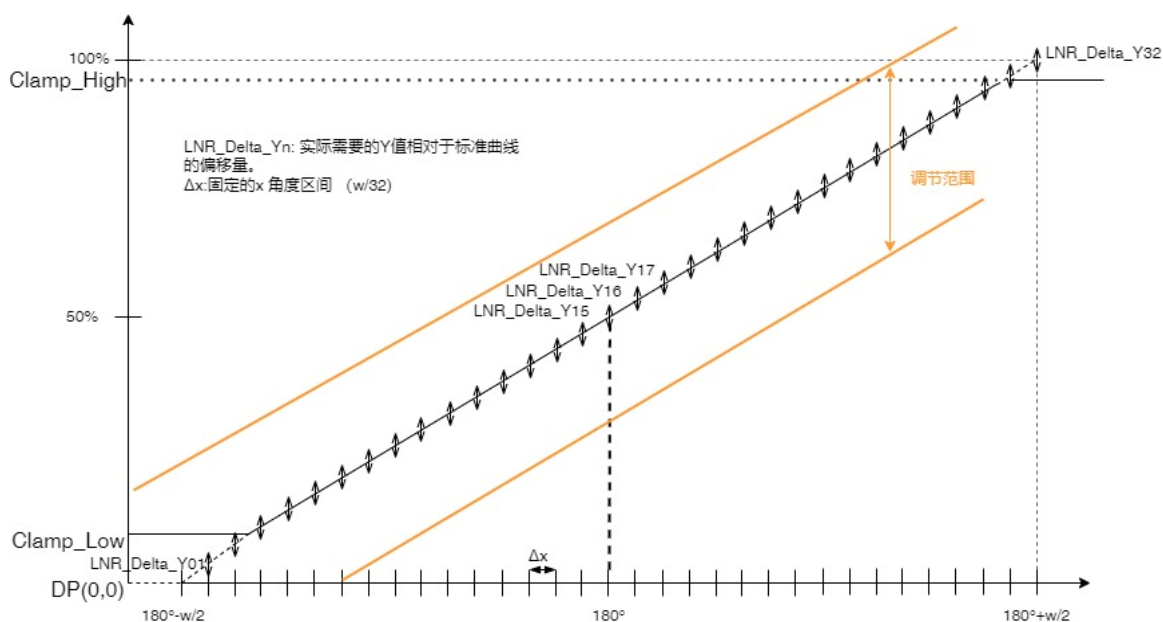 100%
LNR_Delta_Y32
Clamp_High
LNR_Delta_Yn: 实际需要的Y值相对于标准曲线
的偏移量。
Δx:固定的x 角度区间 （w/32)
调节范围
LNR_Delta_Y17
LNR_Delta_Y16
LNR_Delta_Y15
50%
Clamp_Low
LNR_Delta_Y01
Δx
DP(0,0)
180°-w/2
180°
180°+w/2